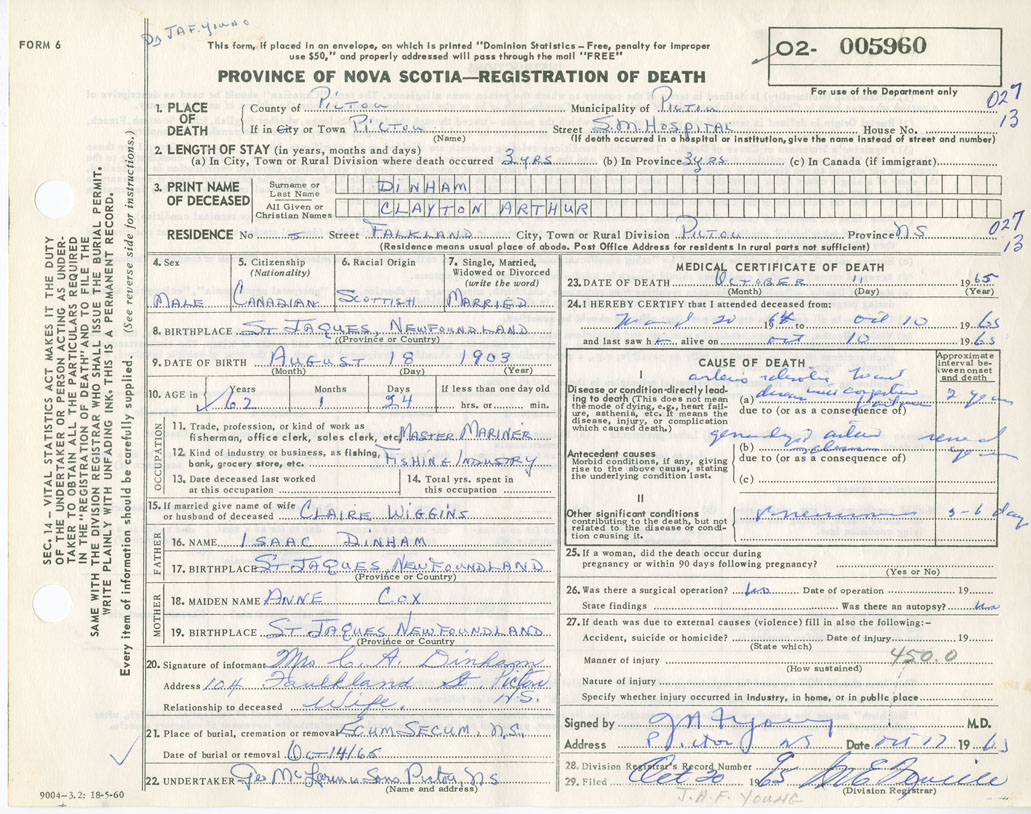 Dr JAF. YOUNG
FORM 6
This form, if placed in an envelope, on which is printed "Dominion Statistics – Free, penalty for improper
use $50," and properly addressed will pass through the mail "FREE"
02- 005960
PROVINCE OF NOVA SCOTIA—REGISTRATION OF DEATH
For use of the Department only
027
13
1. PLACE OF DEATH
County of PICTOU Municipality of PICTOU
If in City or Town PICTOU (Name) Street S.M. HOSPITAL House No.
(If death occurred in a hospital or institution, give the name instead of street and number)
2. LENGTH OF STAY (in years, months and days)
(a) In City, Town or Rural Division where death occurred 3 yrs (b) In Province 3 yrs (c) In Canada (if immigrant)
3. PRINT NAME OF DECEASED
Surname or Last Name DINHAM
All Given or Christian Names CLAYTON ARTHUR
027
13
RESIDENCE No Street FALKLAND City, Town or Rural Division PICTOU Province NS
(Residence means usual place of abode. Post Office Address for residents in rural parts not sufficient)
SEC. 14 – VITAL STATISTICS ACT MAKES IT THE DUTY
OF THE UNDERTAKER OR PERSON ACTING AS UNDER-
TAKER TO OBTAIN ALL THE PARTICULARS REQUIRED
IN THE "REGISTRATION OF DEATH" AND TO FILE THE
SAME WITH THE DIVISION REGISTRAR WHO SHALL ISSUE THE BURIAL PERMIT.
WRITE PLAINLY WITH UNFADING INK. THIS IS A PERMANENT RECORD.
Every item of information should be carefully supplied. (See reverse side for instructions.)
4. Sex
MALE
5. Citizenship
(Nationality)
CANADIAN
6. Racial Origin
SCOTTISH
7. Single, Married,
Widowed or Divorced
(write the word)
MARRIED
8. BIRTHPLACE ST JAQUES, NEWFOUNDLAND
(Province or Country)
9. DATE OF BIRTH AUGUST 18 1903
(Month) (Day) (Year)
10. AGE in Years 62 Months 1 Days 24 If less than one day old
hrs. or min.
OCCUPATION
11. Trade, profession, or kind of work as
fisherman, office clerk, sales clerk, etc. MASTER MARINER
12. Kind of industry or business, as fishing,
bank, grocery store, etc. FISHING INDUSTRY
13. Date deceased last worked
at this occupation
14. Total yrs. spent in
this occupation
15. If married give name of wife
or husband of deceased CLAIRE WIGGINS
FATHER
16. NAME ISAAC DINHAM
17. BIRTHPLACE ST JAQUES NEWFOUNDLAND
(Province or Country)
MOTHER
18. MAIDEN NAME ANNE COX
19. BIRTHPLACE ST JAQUES NEWFOUNDLAND
(Province or Country)
20. Signature of informant Mrs C. A. Dinham
Address 104 Faulkland St. Pictou N.S.
Relationship to deceased Wife.
21. Place of burial, cremation or removal ECUM SECUM, N.S.
Date of burial or removal Oct 14/65
22. UNDERTAKER & Sons Pictou NS
(Name and address)
9004-3.2: 18-5-60
MEDICAL CERTIFICATE OF DEATH
23. DATE OF DEATH OCTOBER 11 1965
(Month) (Day) (Year)
24. I HEREBY CERTIFY that I attended deceased from:
20 1964 to Oct 10 1965
and last saw h alive on Oct 10 1965
CAUSE OF DEATH
Approximate
interval be-
tween onset
and death
I
Disease or condition directly lead-
ing to death (This does not mean
the mode of dying, e.g., heart fail-
ure, asthenia, etc. It means the
disease, injury, or complication
which caused death.)
(a) heart disease 2 years
due to (or as a consequence of)
Antecedent causes
Morbid conditions, if any, giving
rise to the above cause, stating
the underlying condition last.
(b)
due to (or as a consequence of)
(c)
II
Other significant conditions
contributing to the death, but not
related to the disease or condi-
tion causing it.
25. If a woman, did the death occur during
pregnancy or within 90 days following pregnancy?
(Yes or No)
26. Was there a surgical operation? no Date of operation 19
State findings Was there an autopsy? no
27. If death was due to external causes (violence) fill in also the following:–
Accident, suicide or homicide? Date of injury 19
(State which)
Manner of injury 450.0
(How sustained)
Nature of injury
Specify whether injury occurred in industry, in home, or in public place
Signed by J A F Young M.D.
Address Pictou NS Date Oct 1965
28. Division Registrar's Record Number
29. Filed Oct 20 1965
(Division Registrar)
J.A.F. YOUNG